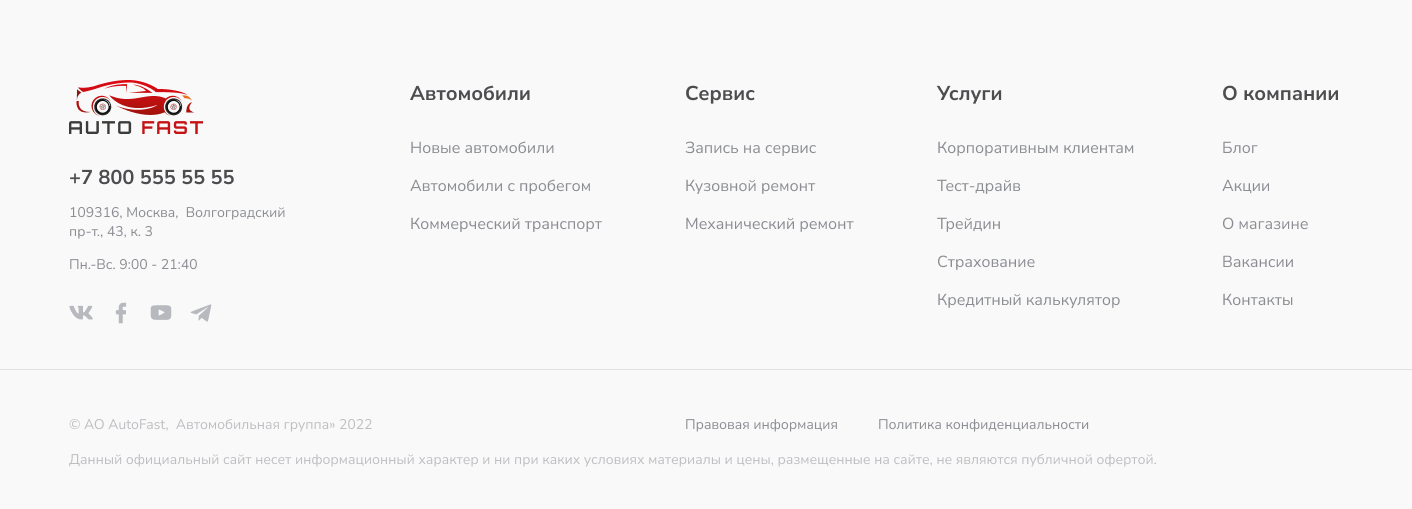 AUTO FAST
+7 800 555 55 55
109316, Москва,  Волгоградский
пр-т., 43, к. 3
Пн.-Вс. 9:00 - 21:40
Автомобили
Новые автомобили
Автомобили с пробегом
Коммерческий транспорт
Сервис
Запись на сервис
Кузовной ремонт
Механический ремонт
Услуги
Корпоративным клиентам
Тест-драйв
Трейдин
Страхование
Кредитный калькулятор
О компании
Блог
Акции
О магазине
Вакансии
Контакты
© АО AutoFast,  Автомобильная группа» 2022
Правовая информация
Политика конфиденциальности
Данный официальный сайт несет информационный характер и ни при каких условиях материалы и цены, размещенные на сайте, не являются публичной офертой.